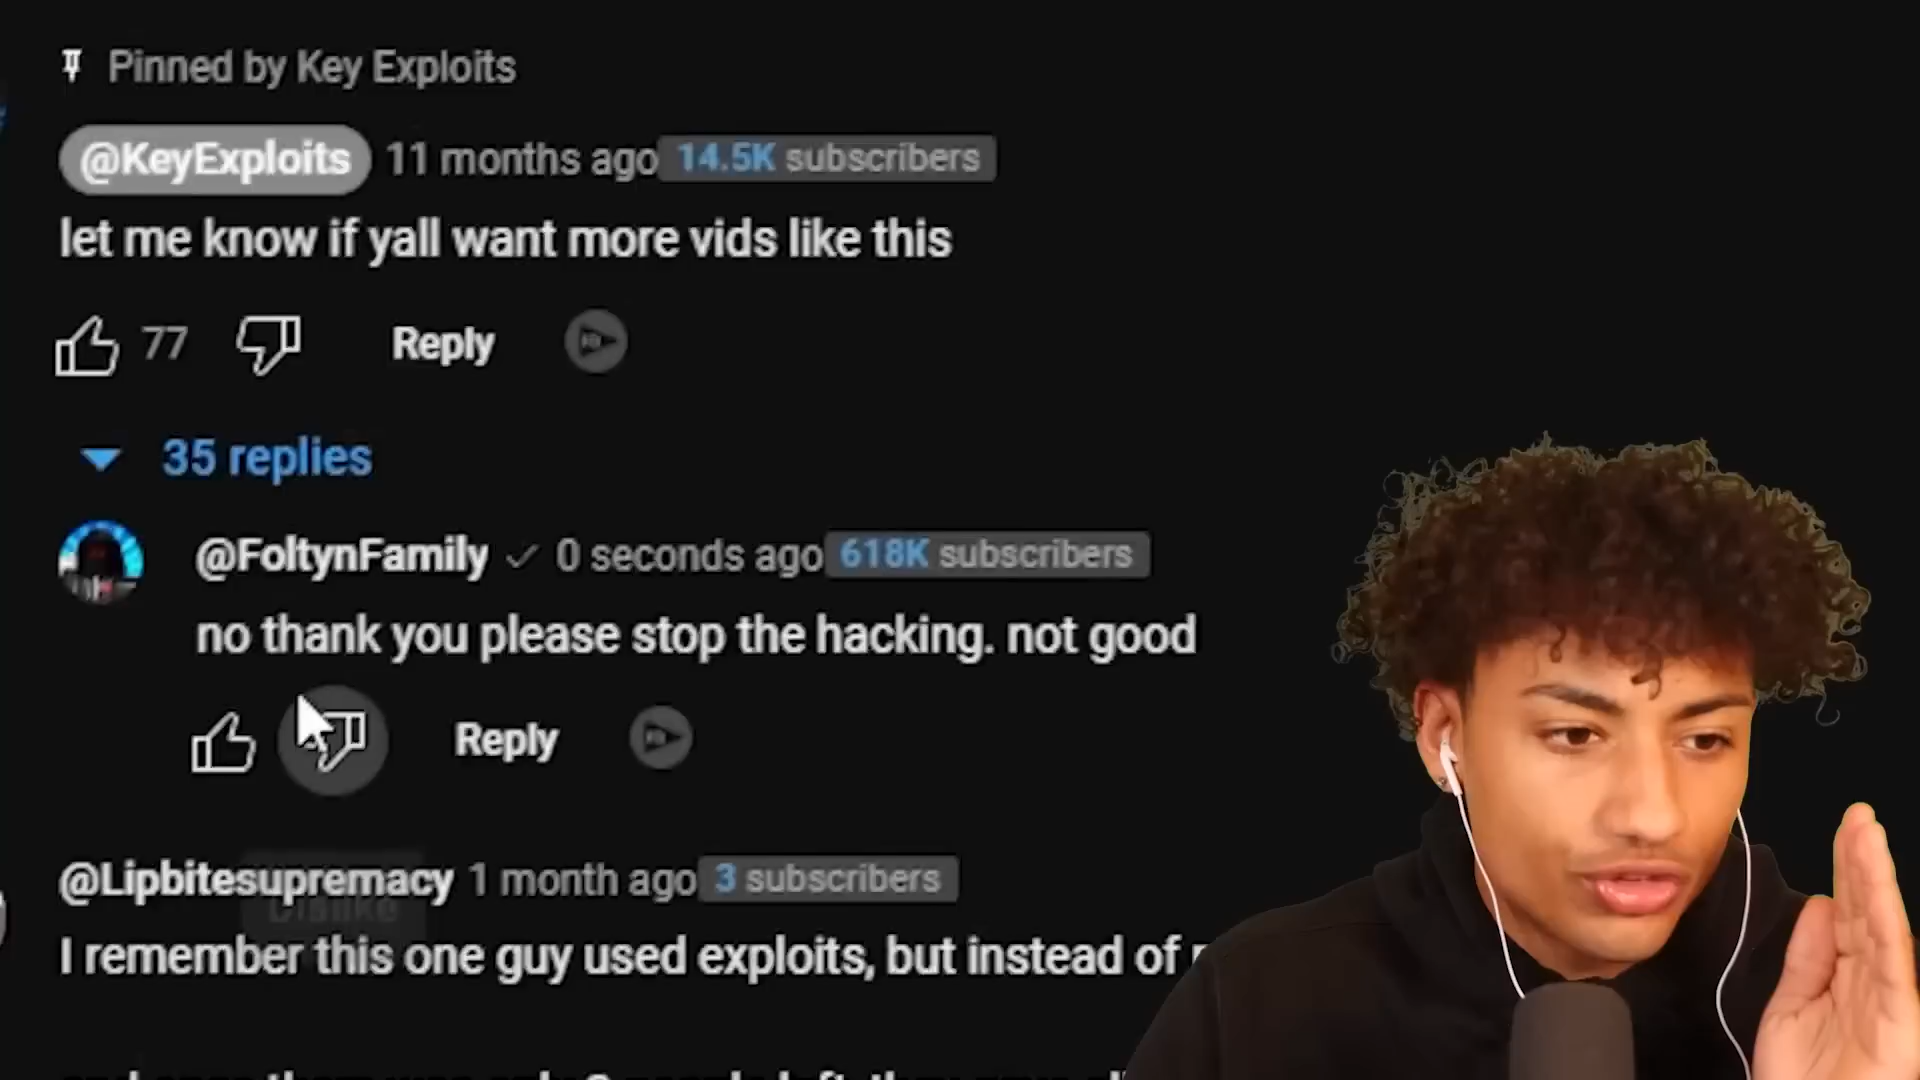 Pinned by Key Exploits
@KeyExploits 11 months ago 14.5K subscribers
let me know if yall want more vids like this
77 Reply
35 replies
@FoltynFamily 0 seconds ago 618K subscribers
no thank you please stop the hacking. not good
Reply
@Lipbitesupremacy 1 month ago 3 subscribers
Dislike
I remember this one guy used exploits, but instead of